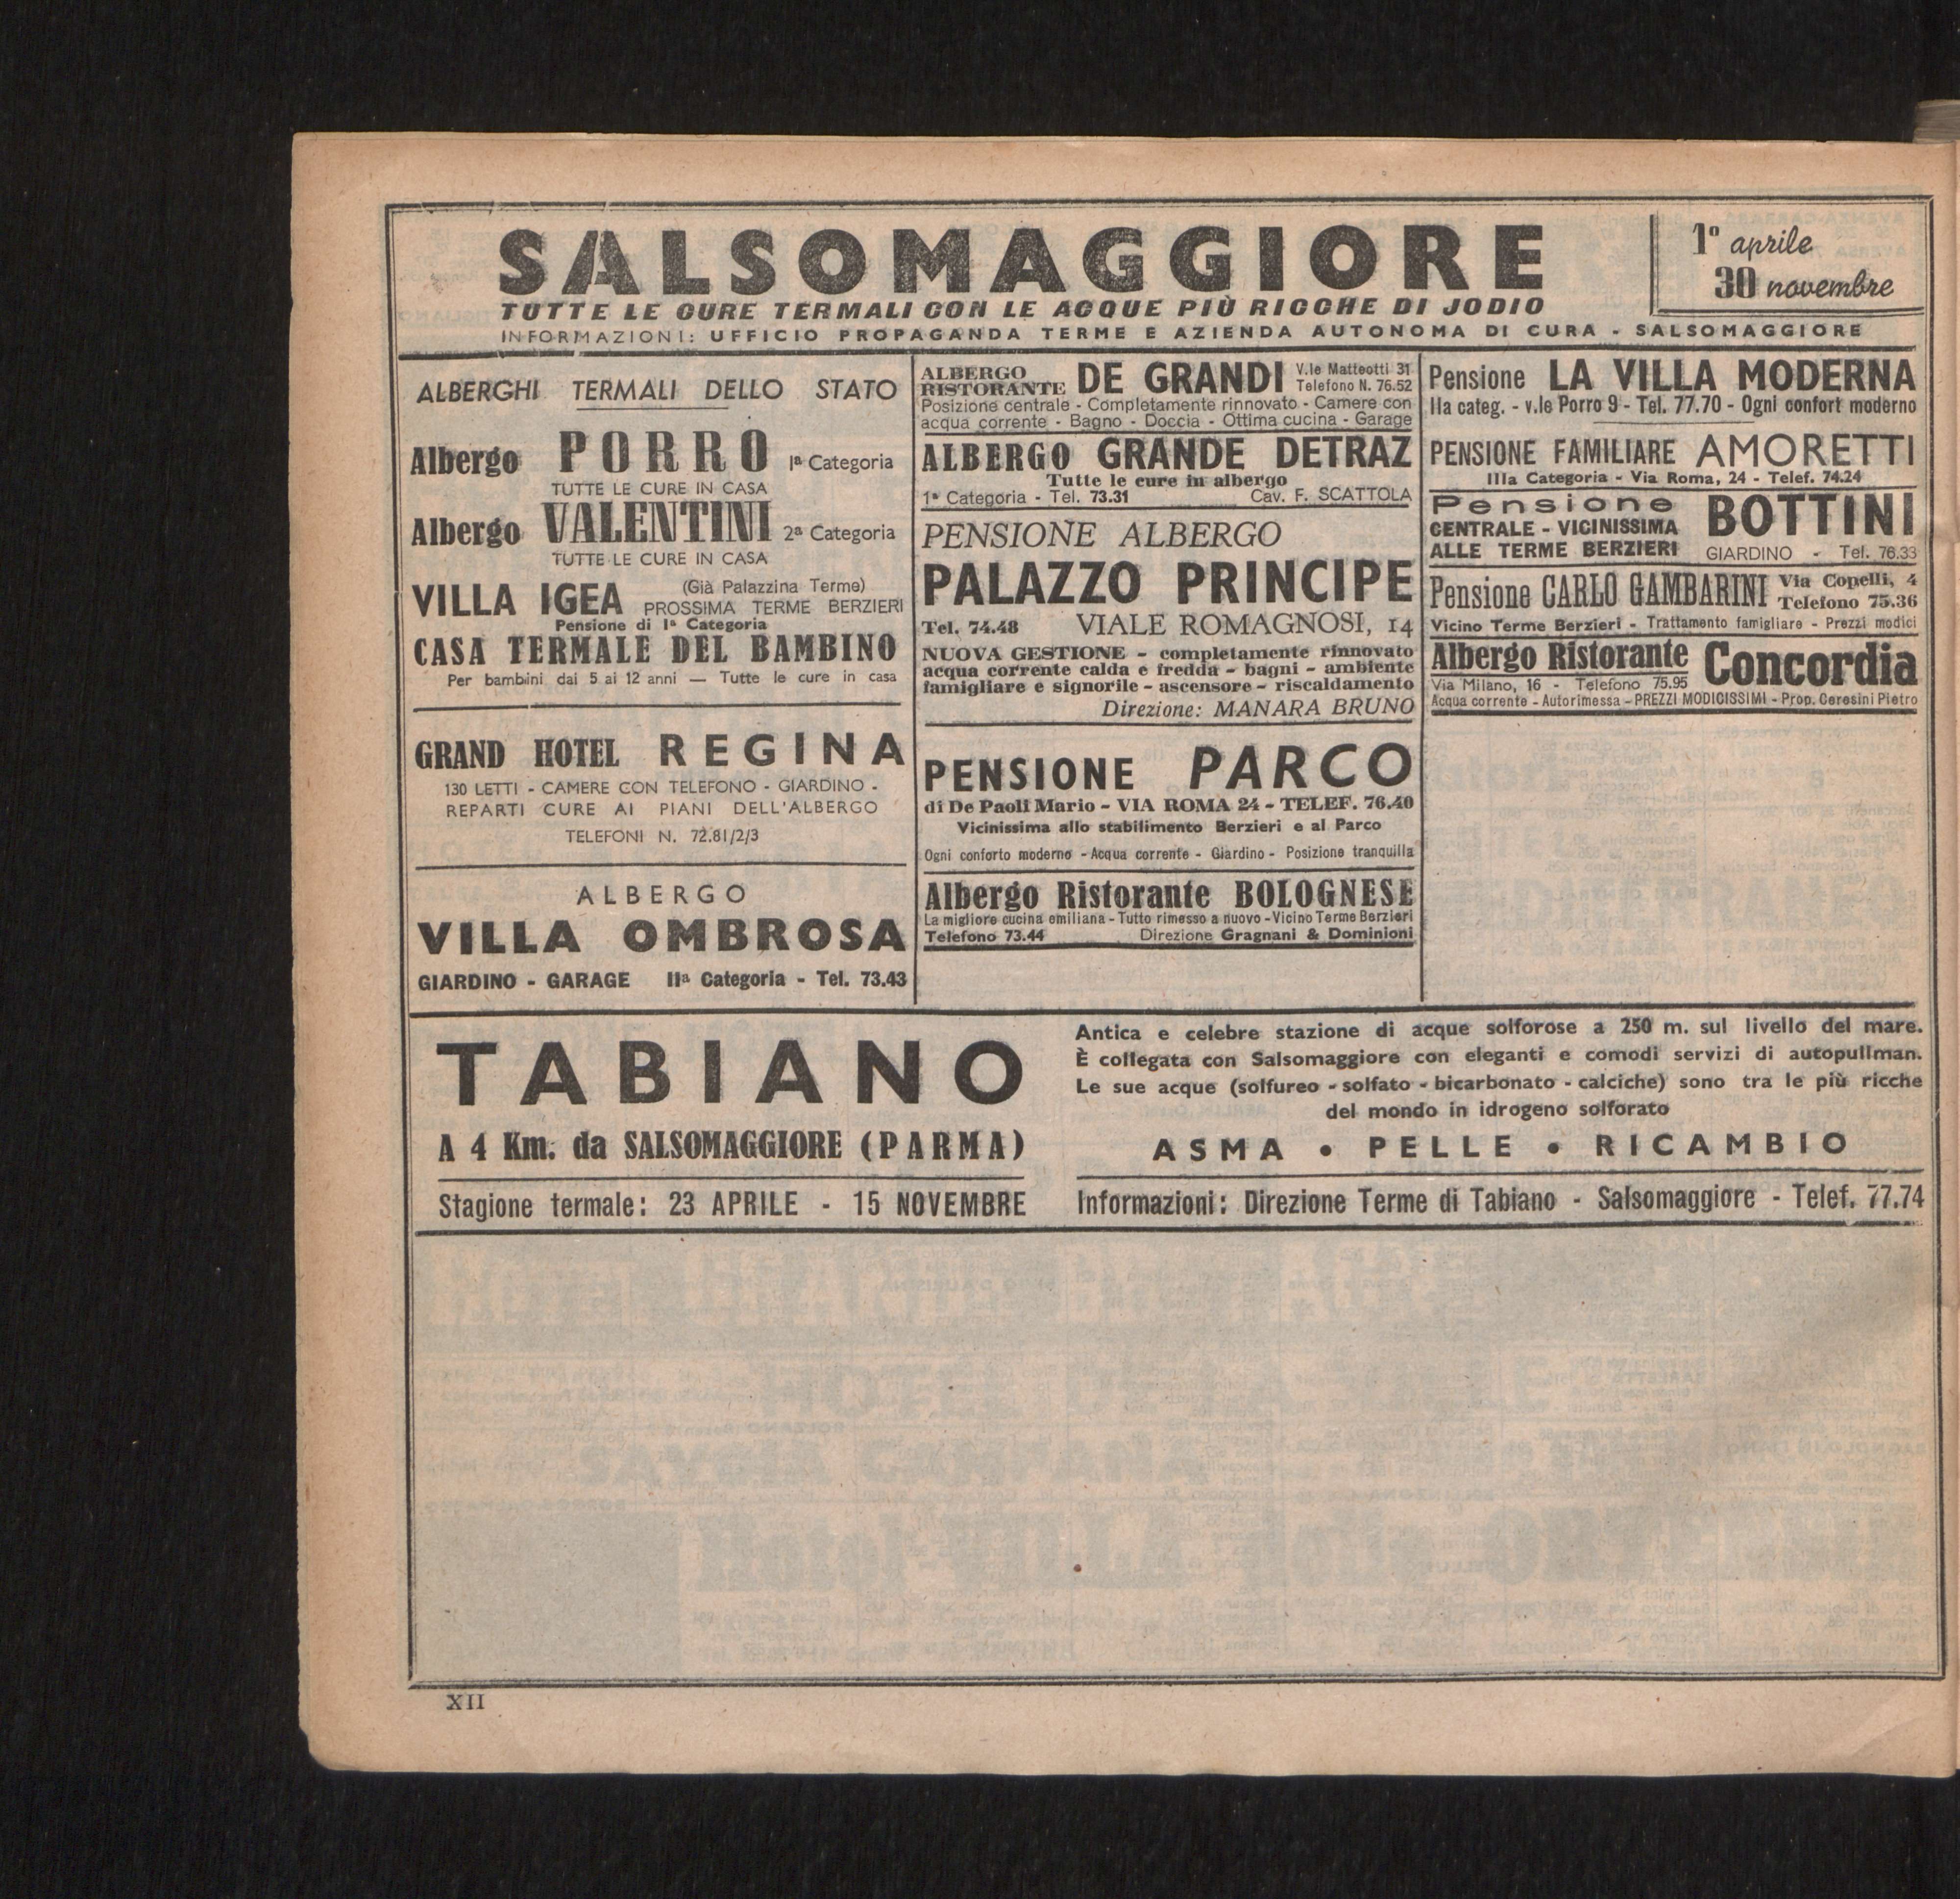 SALSOMAGGIORE
1º aprile
30 novembre
TUTTE LE CURE TERMALI CON LE ACQUE PIÙ RICCHE DI JODIO
INFORMAZIONI: UFFICIO PROPAGANDA TERME E AZIENDA AUTONOMA DI CURA - SALSOMAGGIORE
ALBERGHI TERMALI DELLO STATO
Albergo PORRO Iª Categoria
TUTTE LE CURE IN CASA
Albergo VALENTINI 2ª Categoria
TUTTE LE CURE IN CASA
VILLA IGEA (Già Palazzina Terme)
PROSSIMA TERME BERZIERI
Pensione di Iª Categoria
CASA TERMALE DEL BAMBINO
Per bambini dai 5 ai 12 anni — Tutte le cure in casa
GRAND HOTEL REGINA
130 LETTI - CAMERE CON TELEFONO - GIARDINO -
REPARTI CURE AI PIANI DELL'ALBERGO
TELEFONI N. 72.81/2/3
ALBERGO
VILLA OMBROSA
GIARDINO - GARAGE IIª Categoria - Tel. 73.43
ALBERGO
RISTORANTE DE GRANDI V.le Matteotti 31
Telefono N. 76.52
Posizione centrale - Completamente rinnovato - Camere con
acqua corrente - Bagno - Doccia - Ottima cucina - Garage
ALBERGO GRANDE DETRAZ
Tutte le cure in albergo
1ª Categoria - Tel. 73.31 Cav. F. SCATTOLA
PENSIONE ALBERGO
PALAZZO PRINCIPE
Tel. 74.48 VIALE ROMAGNOSI, 14
NUOVA GESTIONE - completamente rinnovato
acqua corrente calda e fredda - bagni - ambiente
famigliare e signorile - ascensore - riscaldamento
Direzione: MANARA BRUNO
PENSIONE PARCO
di De Paoli Mario - VIA ROMA 24 - TELEF. 76.40
Vicinissima allo stabilimento Berzieri e al Parco
Ogni conforto moderno - Acqua corrente - Giardino - Posizione tranquilla
Albergo Ristorante BOLOGNESE
La migliore cucina emiliana - Tutto rimesso a nuovo - Vicino Terme Berzieri
Telefono 73.44 Direzione Gragnani & Dominioni
Pensione LA VILLA MODERNA
IIa categ. - v.le Porro 9 - Tel. 77.70 - Ogni confort moderno
PENSIONE FAMILIARE AMORETTI
IIIa Categoria - Via Roma, 24 - Telef. 74.24
Pensione BOTTINI
CENTRALE - VICINISSIMA
ALLE TERME BERZIERI GIARDINO - Tel. 76.33
Pensione CARLO GAMBARINI Via Copelli, 4
Telefono 75.36
Vicino Terme Berzieri - Trattamento famigliare - Prezzi modici
Albergo Ristorante Concordia
Via Milano, 16 - Telefono 75.95
Acqua corrente - Autorimessa - PREZZI MODICISSIMI - Prop. Ceresini Pietro
TABIANO
A 4 Km. da SALSOMAGGIORE (PARMA)
Stagione termale: 23 APRILE - 15 NOVEMBRE
Antica e celebre stazione di acque solforose a 250 m. sul livello del mare.
È collegata con Salsomaggiore con eleganti e comodi servizi di autopullman.
Le sue acque (solfureo - solfato - bicarbonato - calciche) sono tra le più ricche
del mondo in idrogeno solforato
ASMA • PELLE • RICAMBIO
Informazioni: Direzione Terme di Tabiano - Salsomaggiore - Telef. 77.74
XII